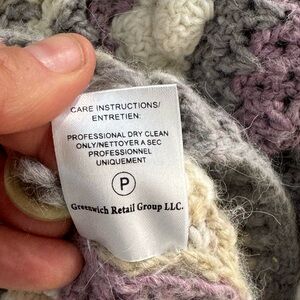 CARE INSTRUCTIONS/
ENTRETIEN:
PROFESSIONAL DRY CLEAN
ONLY/NETTOYER A SEC
PROFESSIONNEL
UNIQUEMENT
P
Greenwich Retail Group LLC.